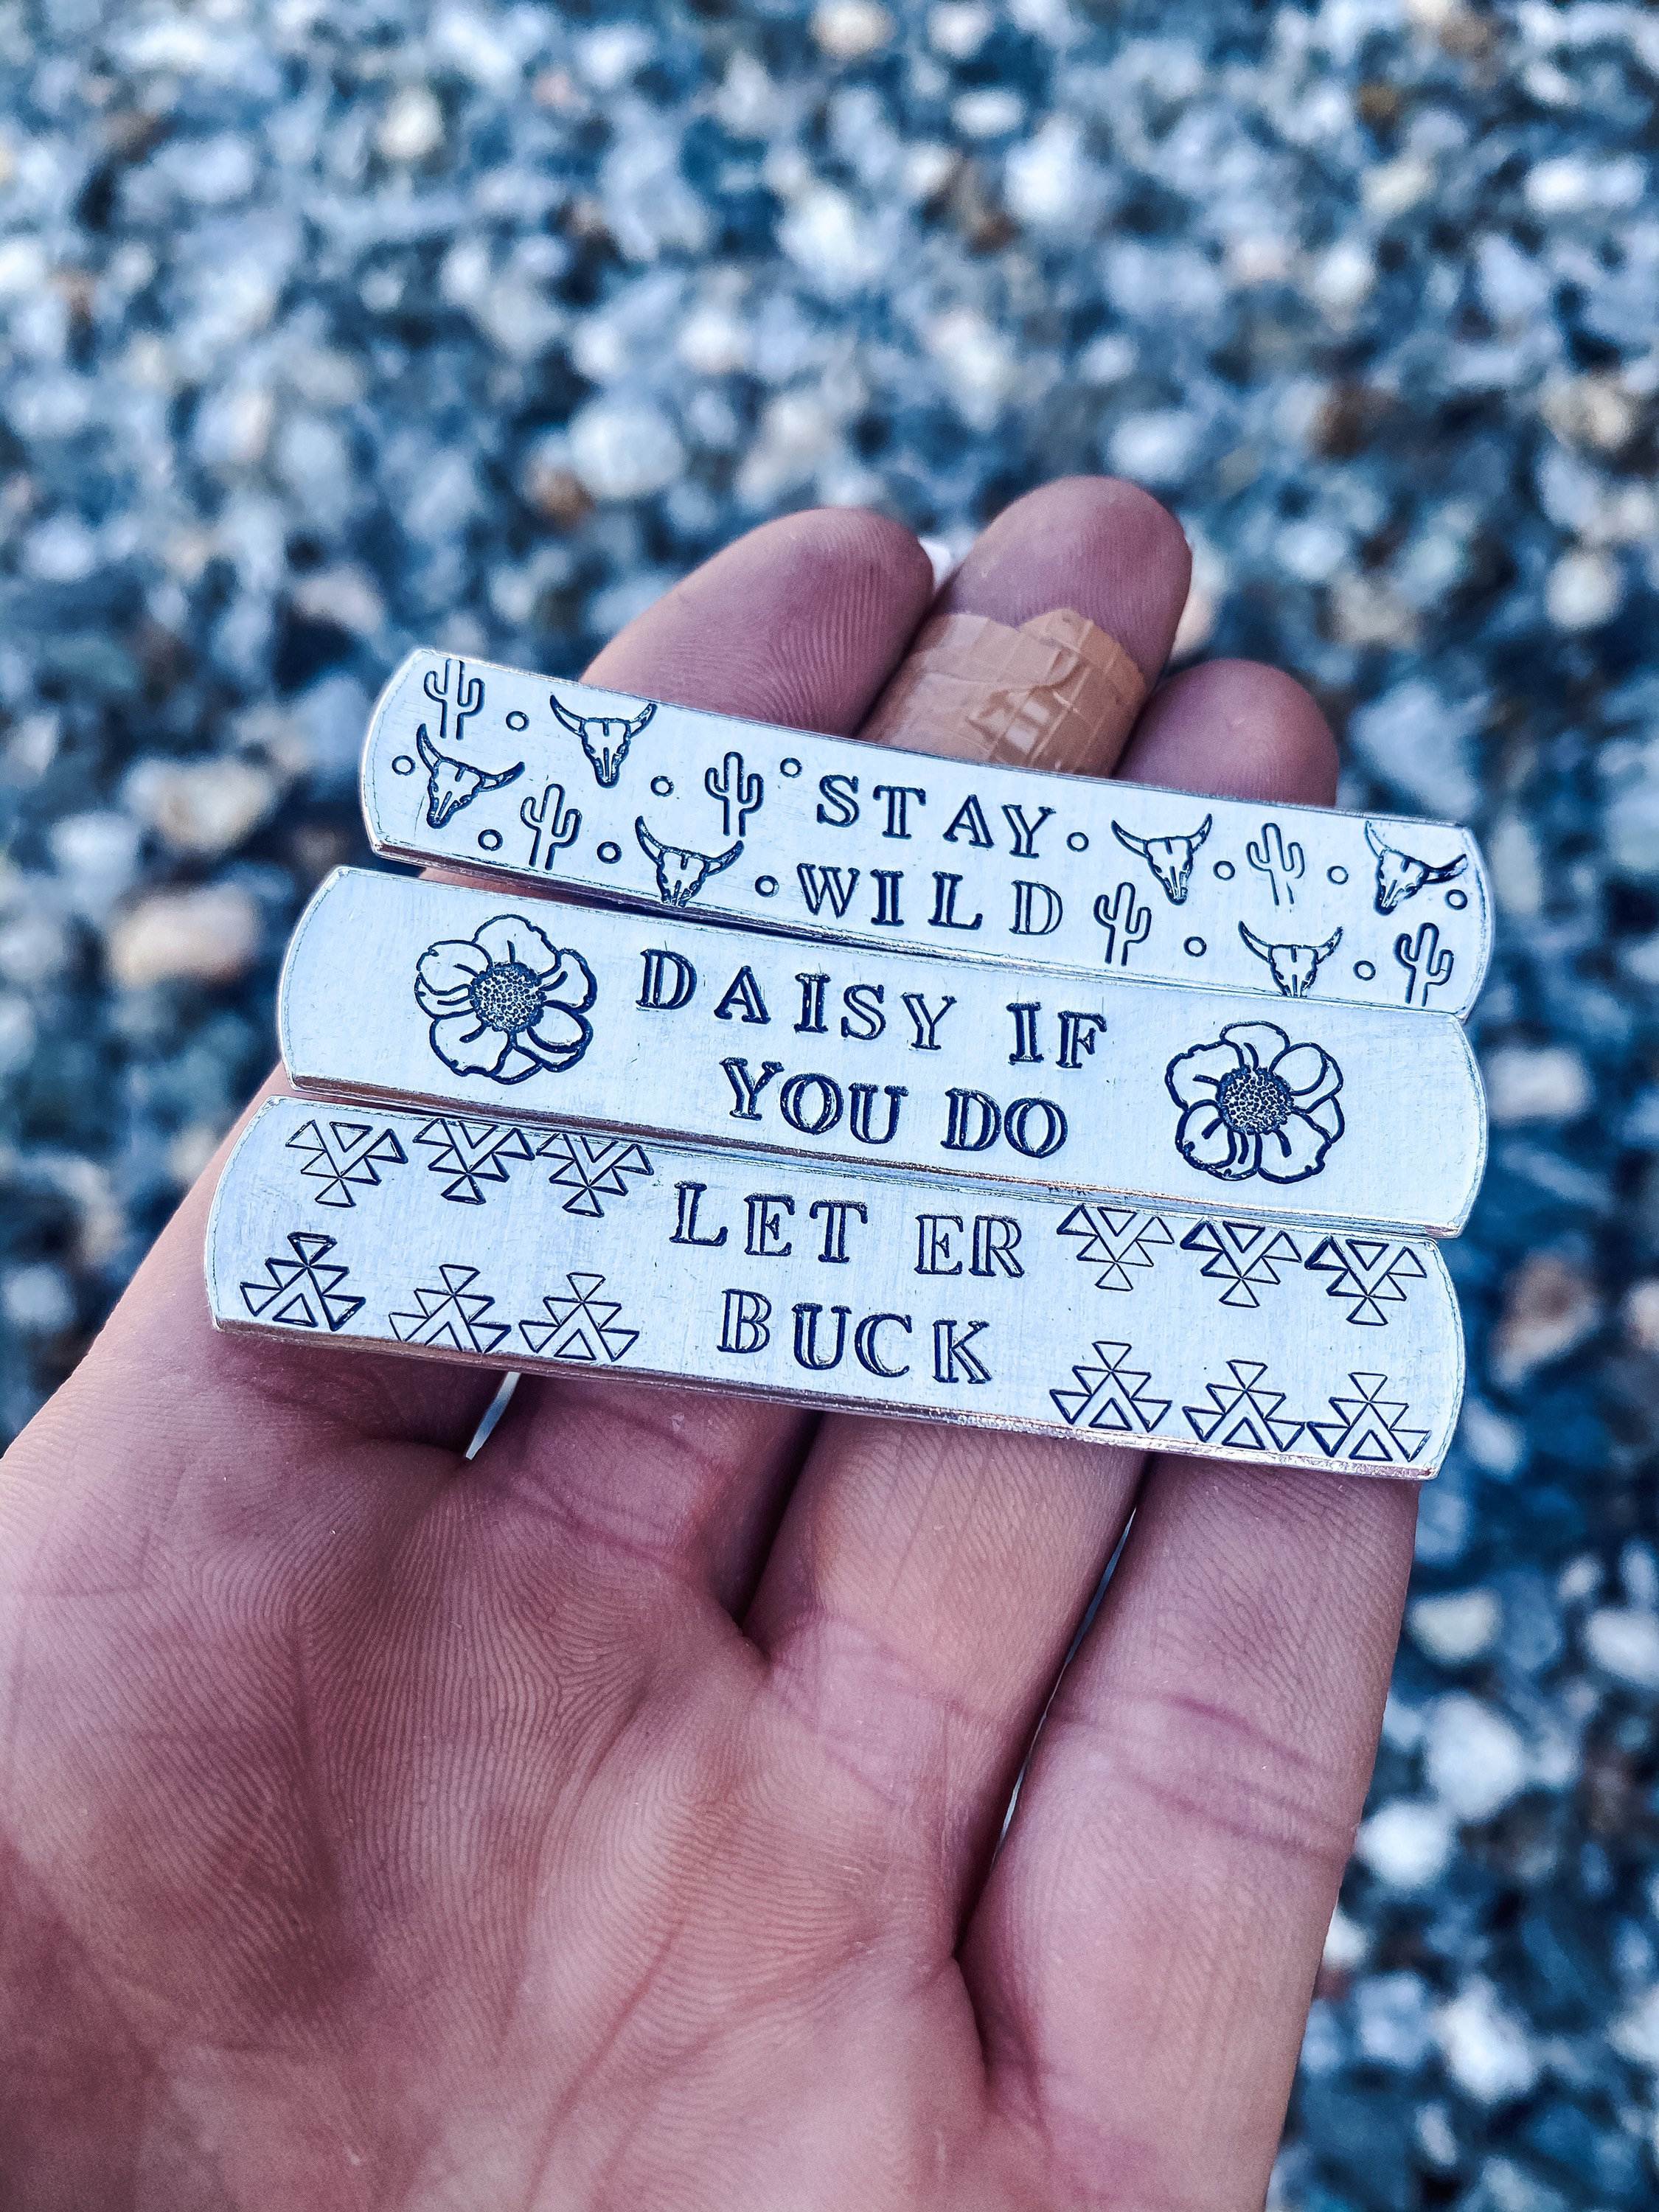 STAY
WILD
DAISY IF
YOU DO
LET ER
BUCK